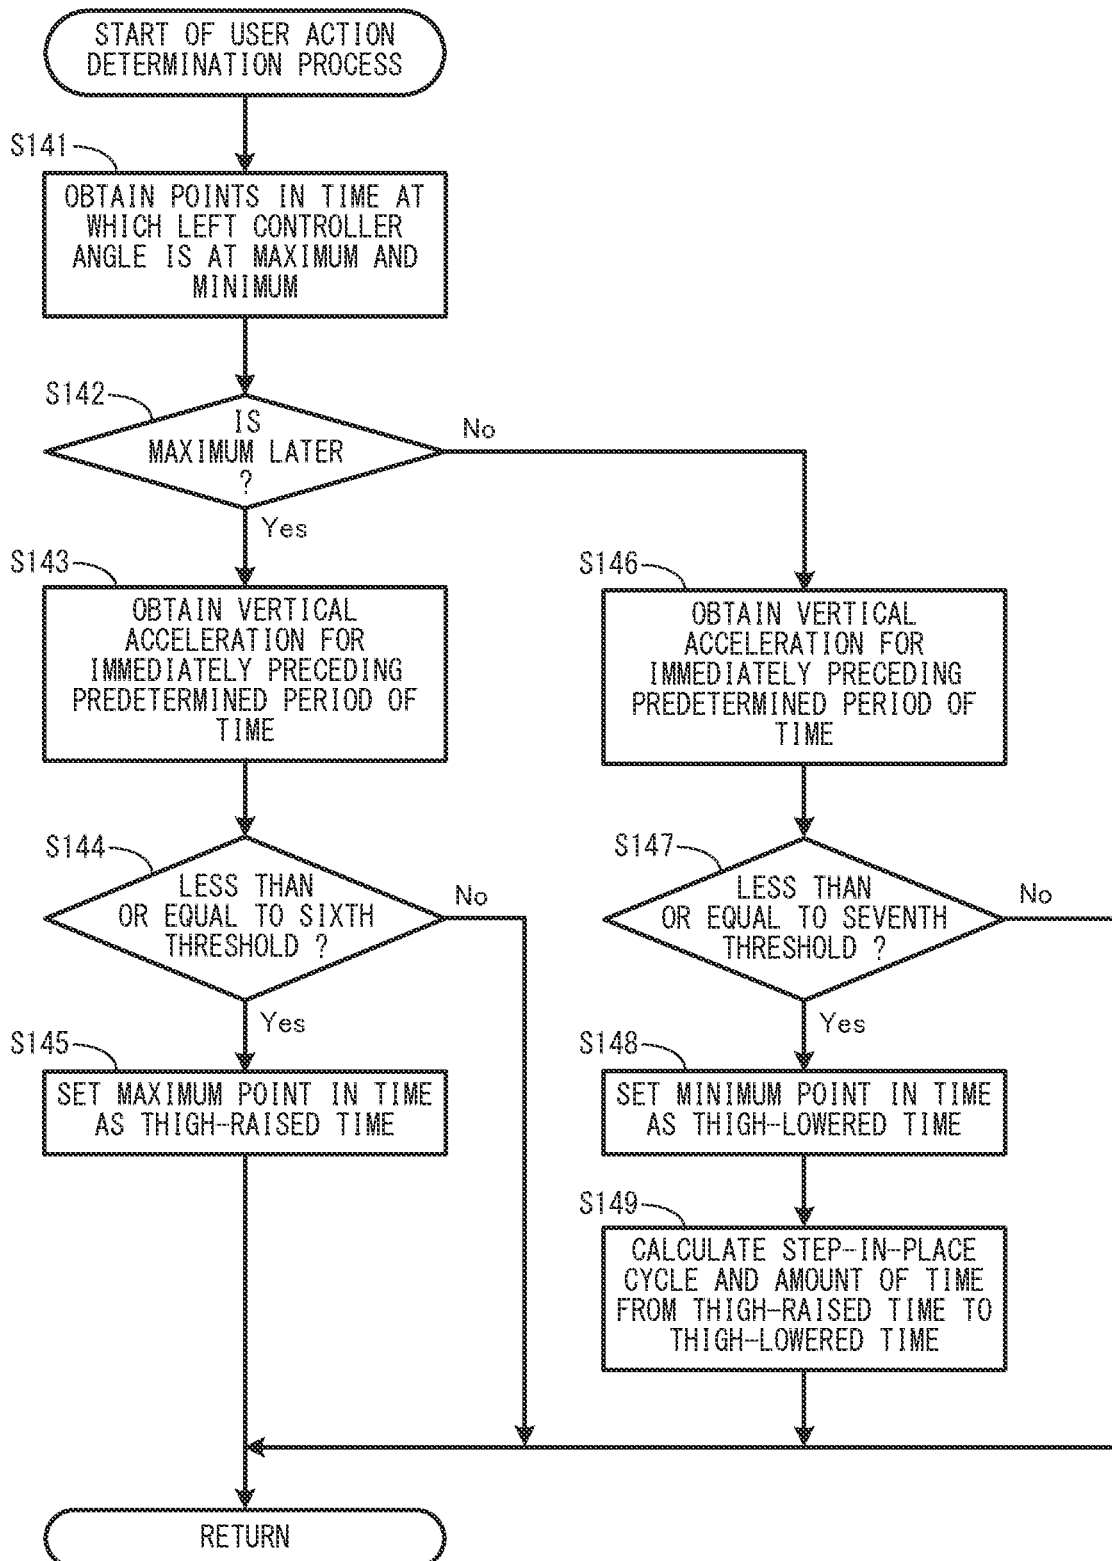 START OF USER ACTION
DETERMINATION PROCESS
S141
OBTAIN POINTS IN TIME AT
WHICH LEFT CONTROLLER
ANGLE IS AT MAXIMUM AND
MINIMUM
S142
IS
MAXIMUM LATER
?
No
Yes
S143
OBTAIN VERTICAL
ACCELERATION FOR
IMMEDIATELY PRECEDING
PREDETERMINED PERIOD OF
TIME
S144
LESS THAN
OR EQUAL TO SIXTH
THRESHOLD ?
No
Yes
S145
SET MAXIMUM POINT IN TIME
AS THIGH-RAISED TIME
S146
OBTAIN VERTICAL
ACCELERATION FOR
IMMEDIATELY PRECEDING
PREDETERMINED PERIOD OF
TIME
S147
LESS THAN
OR EQUAL TO SEVENTH
THRESHOLD ?
No
Yes
S148
SET MINIMUM POINT IN TIME
AS THIGH-LOWERED TIME
S149
CALCULATE STEP-IN-PLACE
CYCLE AND AMOUNT OF TIME
FROM THIGH-RAISED TIME TO
THIGH-LOWERED TIME
RETURN